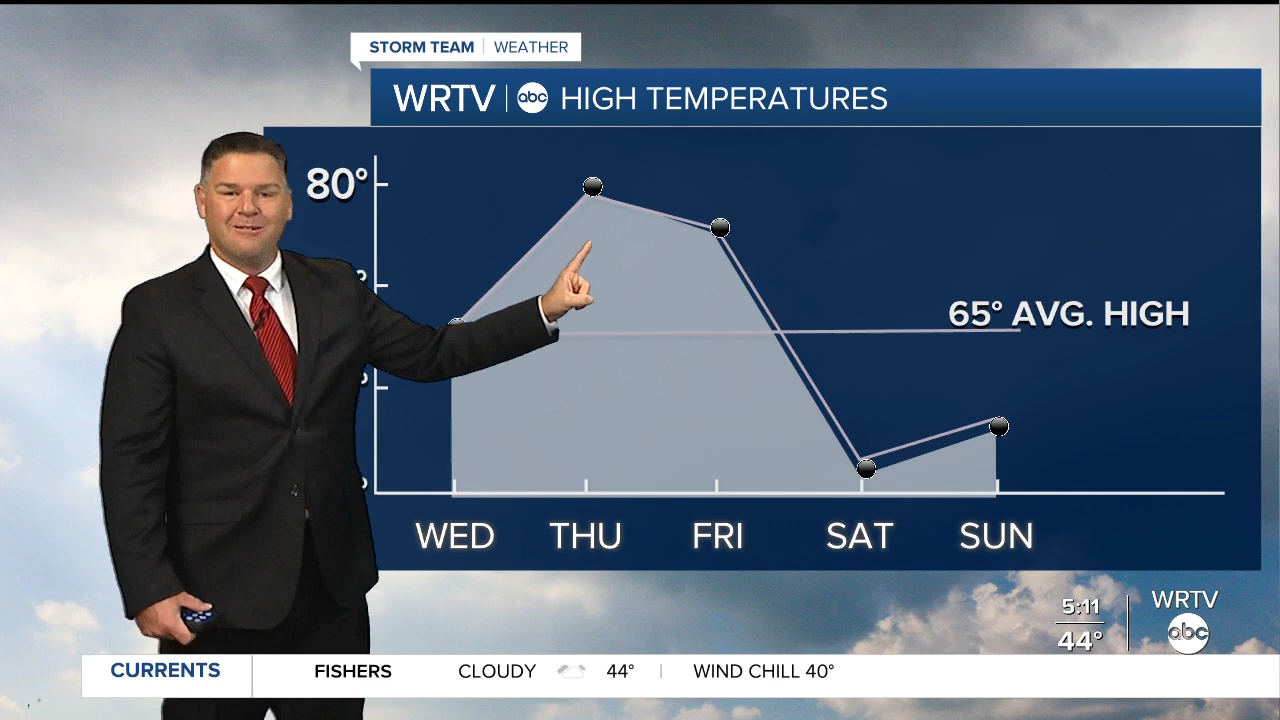 STORM TEAM | WEATHER
WRTV | abc HIGH TEMPERATURES
80°
65° AVG. HIGH
WED THU FRI SAT SUN
5:11
44°
WRTV
abc
CURRENTS FISHERS CLOUDY 44° | WIND CHILL 40°